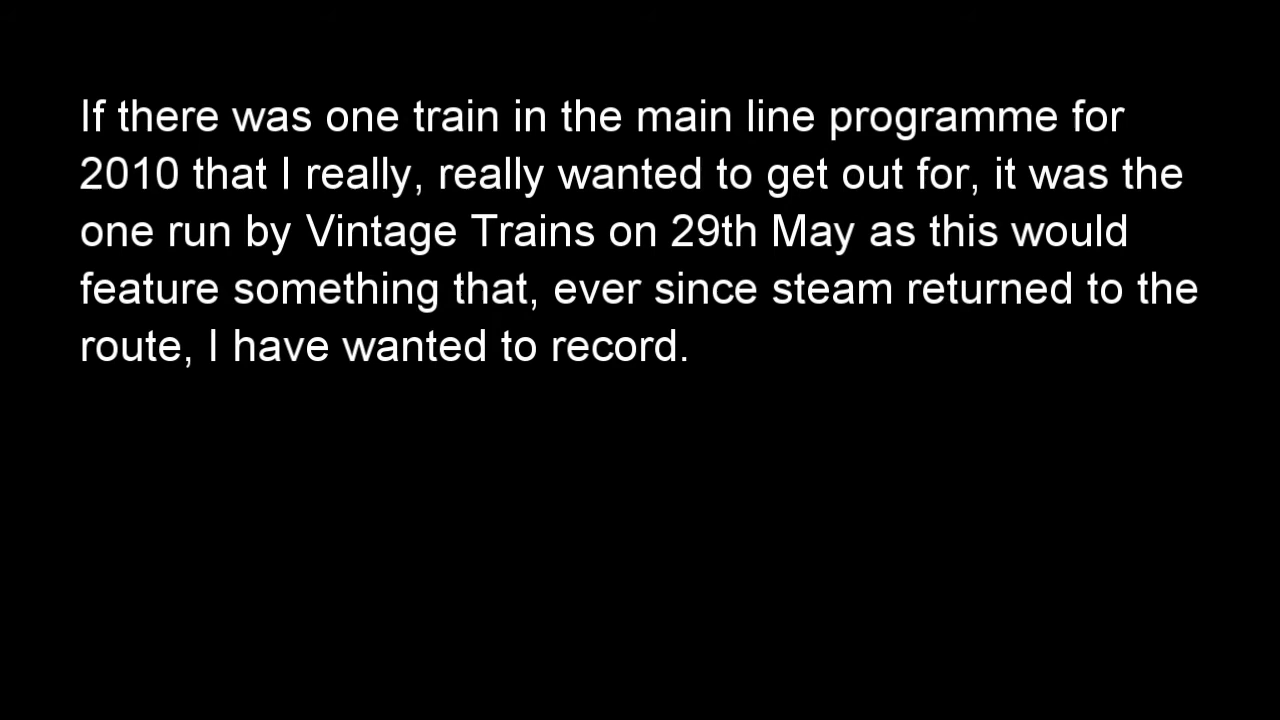 If there was one train in the main line programme for
2010 that I really, really wanted to get out for, it was the
one run by Vintage Trains on 29th May as this would
feature something that, ever since steam returned to the
route, I have wanted to record.